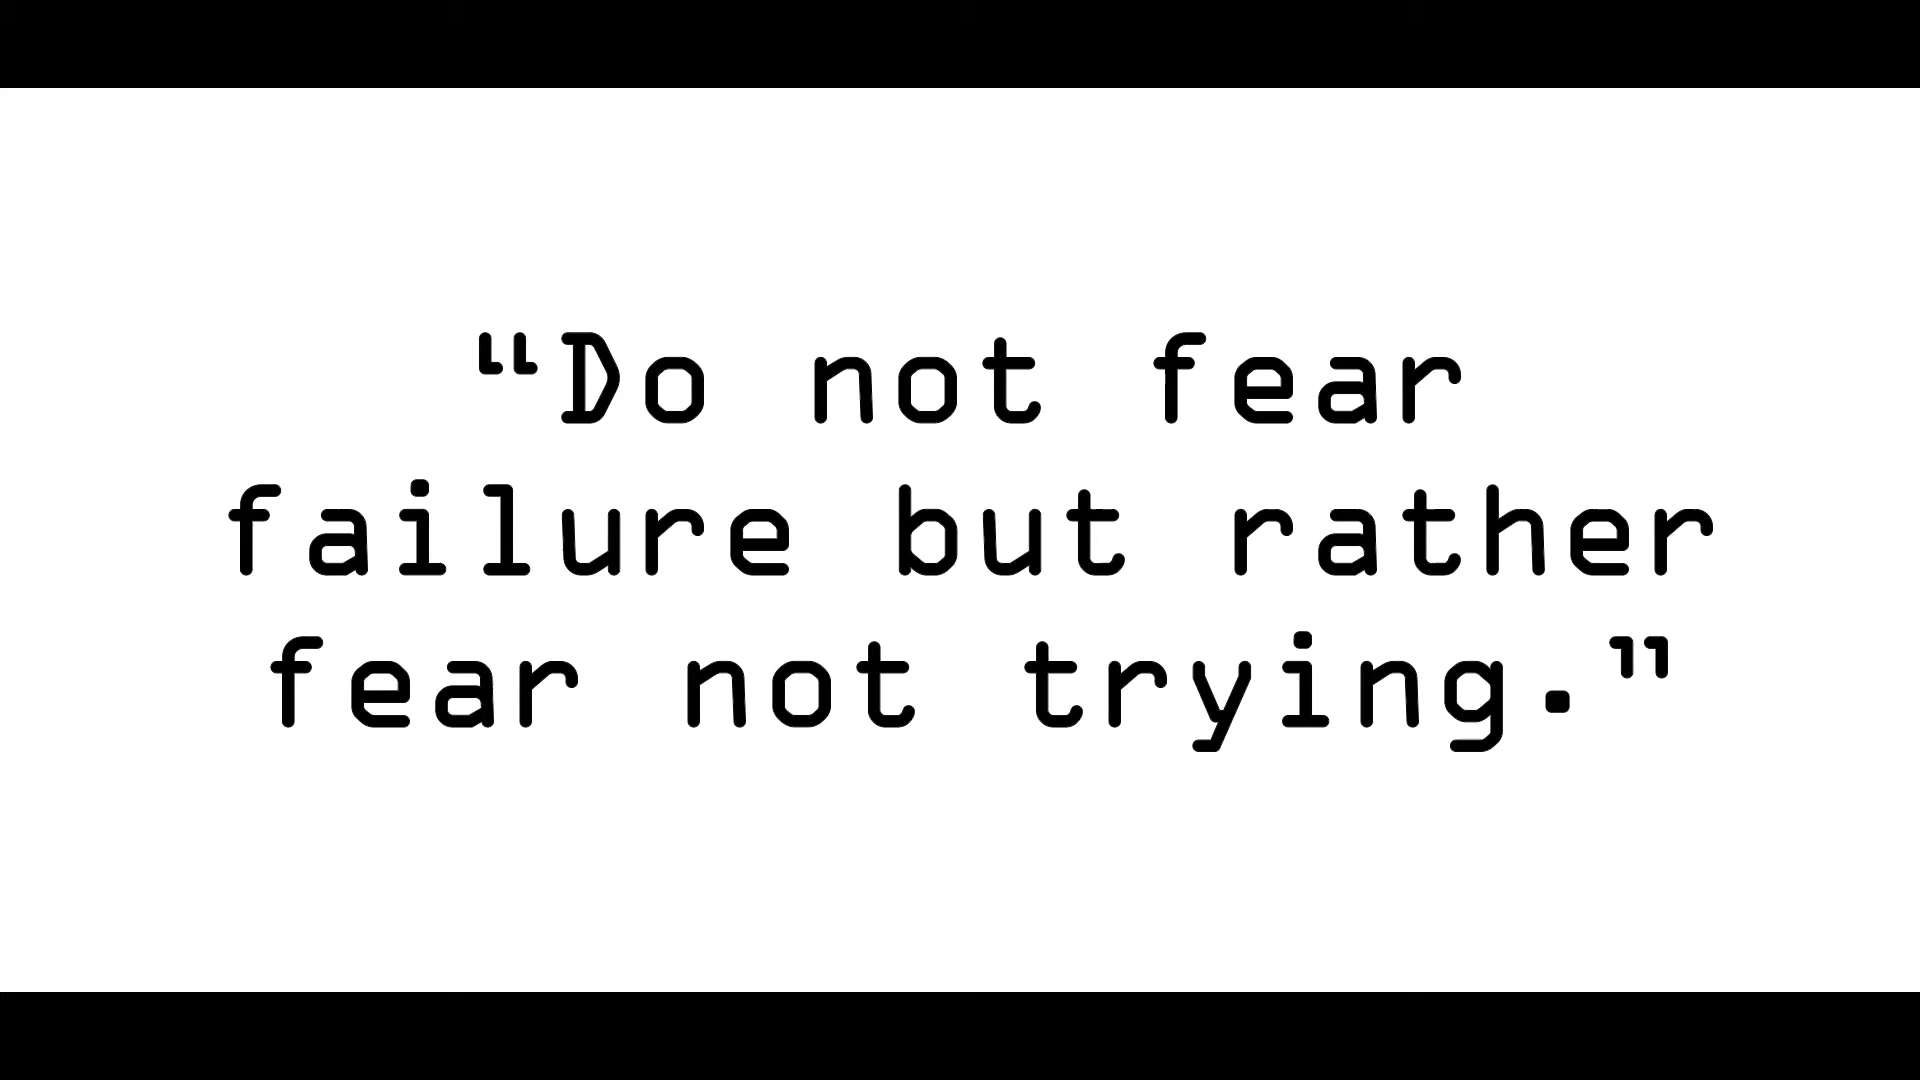 “Do not fear
failure but rather
fear not trying.”